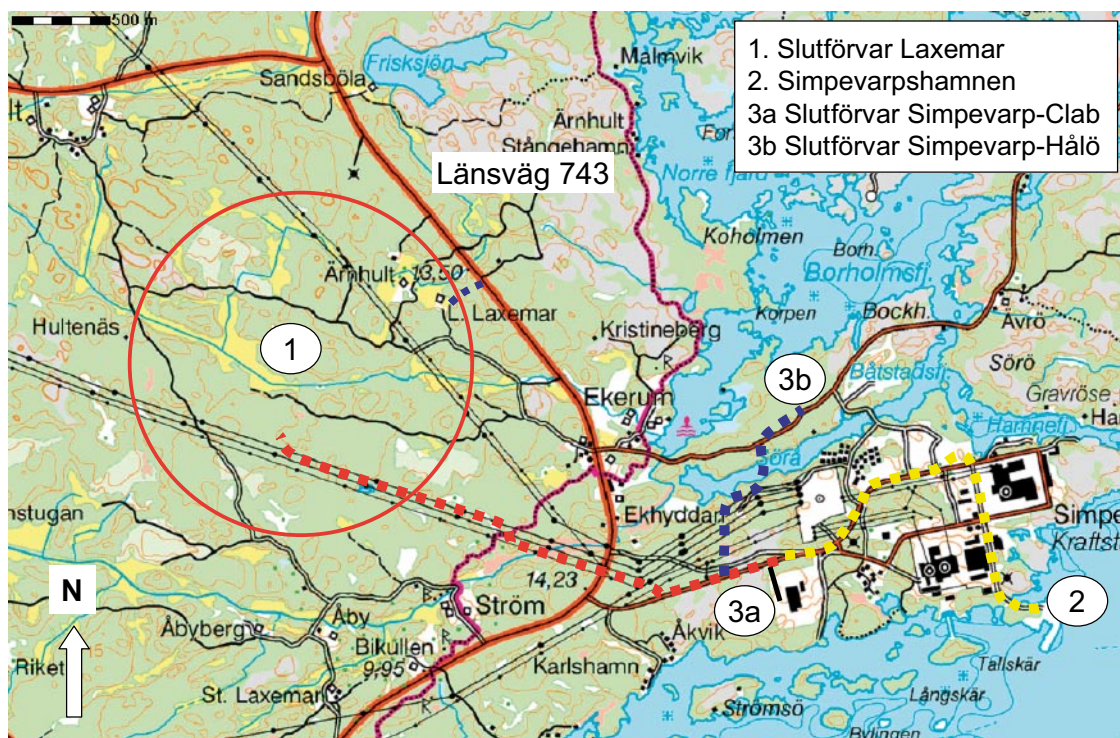 500 m
1. Slutförvar Laxemar
2. Simpevarpshamnen
3a Slutförvar Simpevarp-Clab
3b Slutförvar Simpevarp-Hålö
Målmvik
Frisksjön
Sandsböla
Ärnhult
Stångehamn
Länsväg 743
Norre fjärd
Koholmen
Borh.
Borholmsfj.
Ärnhult
13,50
L. Laxemar
Korpen
Bockh.
Ävrö
Hultenäs
1
Kristineberg
3b
Båtstadsfj.
Sörö
Gravröse
Ekerum
Hamnefj.
Sörå
Ekhyddan
14,23
3a
2
N
Ström
Åby
Åbyberg
Åkvik
Bikullen
9,95
Karlshamn
Tallskär
Riket
St. Laxemar
Långskär
Strömsö
Bylingen